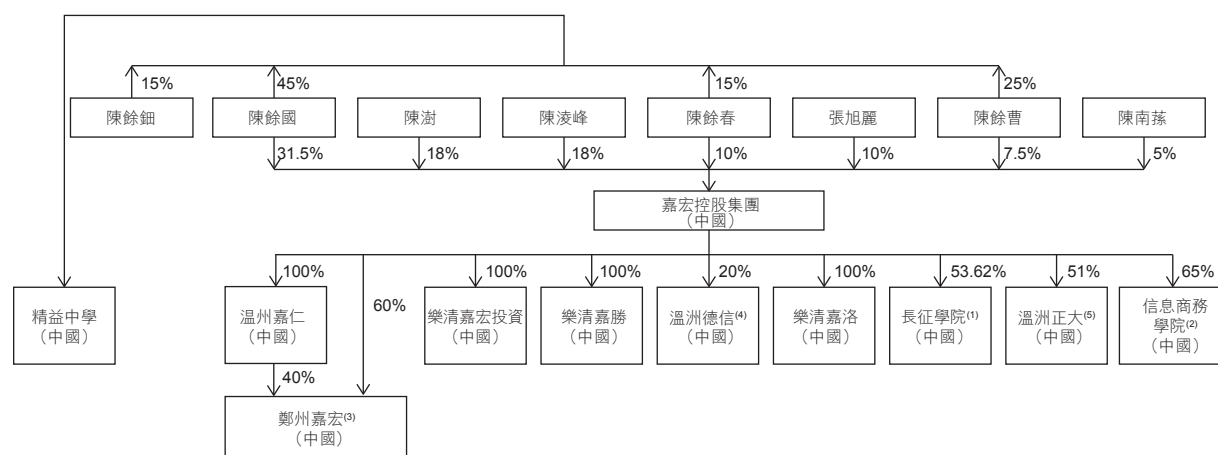 15%
45%
15%
25%
陳餘鈿
陳餘國
陳澍
陳淩峰
陳餘春
張旭麗
陳餘曹
陳南蓀
31.5%
18%
18%
10%
10%
7.5%
5%
嘉宏控股集團
（中國）
100%
60%
100%
100%
20%
100%
53.62%
51%
65%
精益中學
（中國）
温州嘉仁
（中國）
樂清嘉宏投資
（中國）
樂清嘉勝
（中國）
溫洲德信(4)
（中國）
樂清嘉洛
（中國）
長征學院(1)
（中國）
溫洲正大(5)
（中國）
信息商務
學院(2)
（中國）
40%
鄭州嘉宏(3)
（中國）